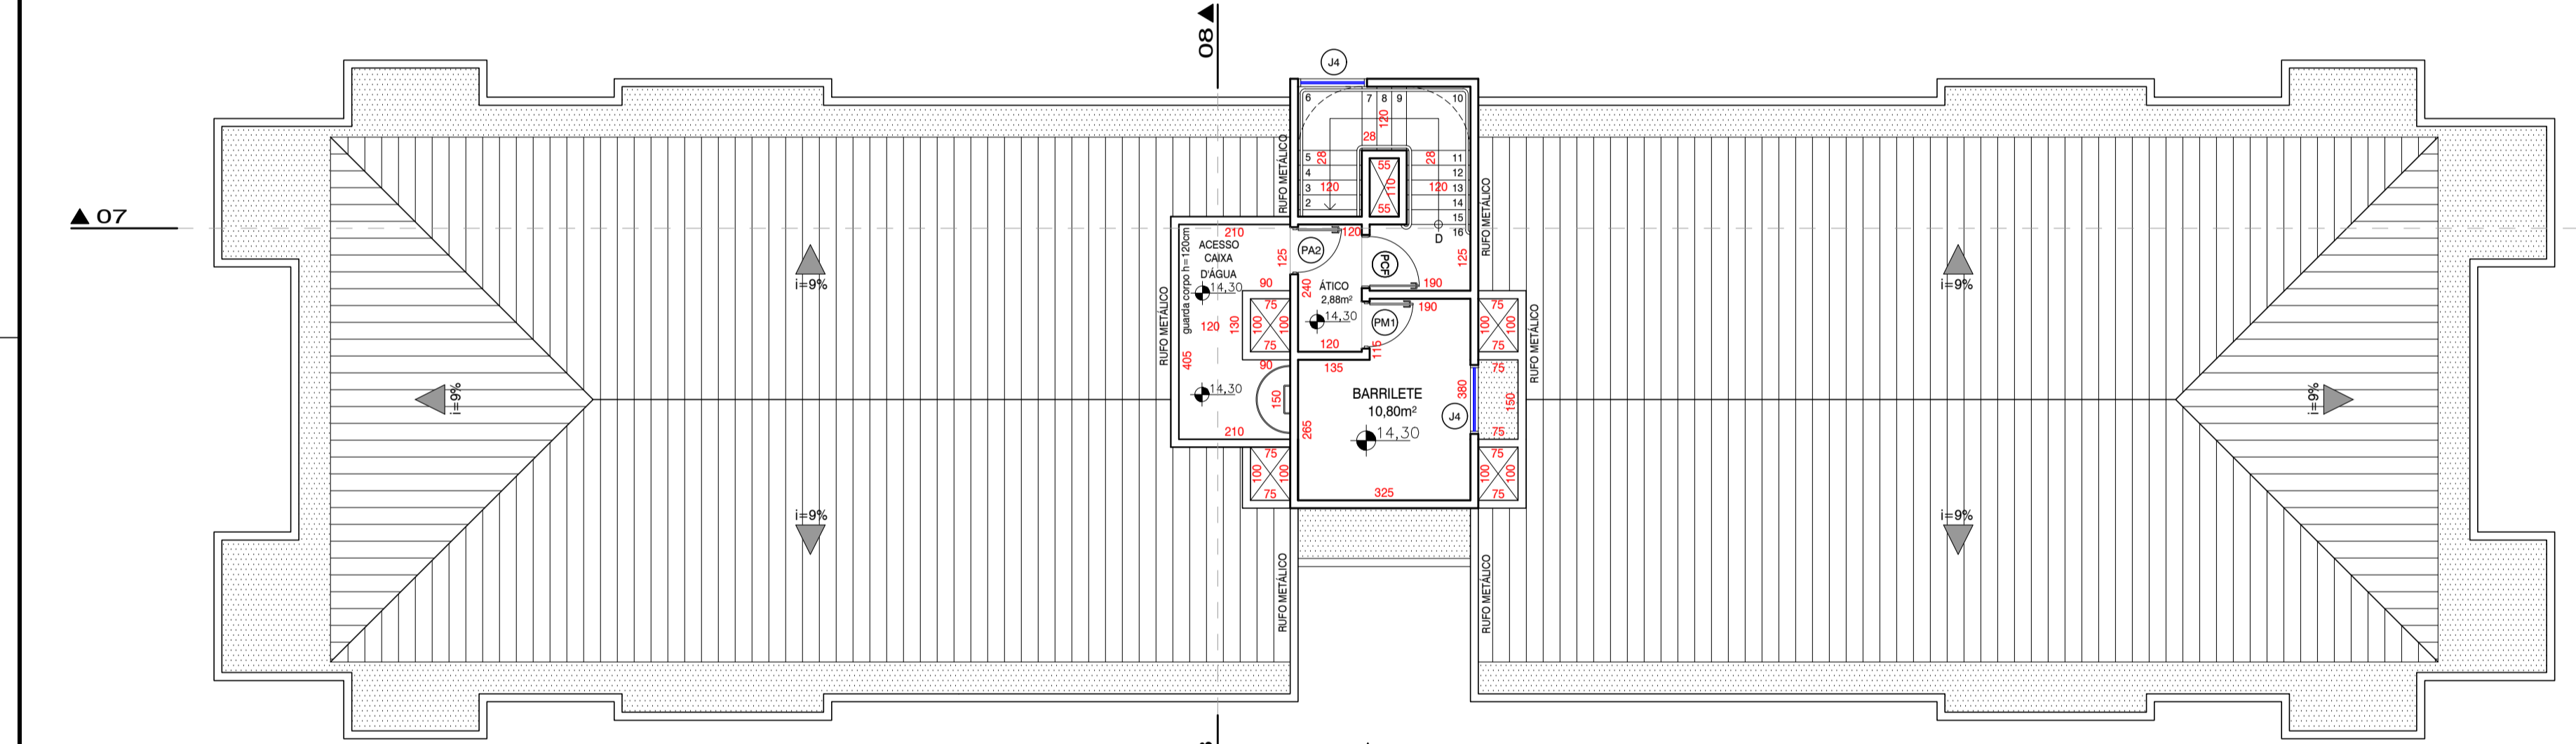 08
J4
6
7
8
9
10
120
28
5
28
28
11
4
12
3
120
55
110
120
13
2
55
14
15
16
D
RUFO METÁLICO
RUFO METÁLICO
07
210
120
ACESSO
CAIXA
D'ÁGUA
14,30
guarda corpo h=120cm
125
PA2
PCF
125
90
240
ÁTICO
2,88m²
14,30
190
190
PM1
RUFO METÁLICO
120
130
75
100
100
75
405
120
115
90
135
14,30
150
210
265
BARRILETE
10,80m²
14,30
380
J4
325
75
100
100
75
RUFO METÁLICO
75
150
75
75
100
100
75
75
100
100
75
i=9%
i=9%
i=9%
i=9%
i=9%
i=9%
RUFO METÁLICO
RUFO METÁLICO